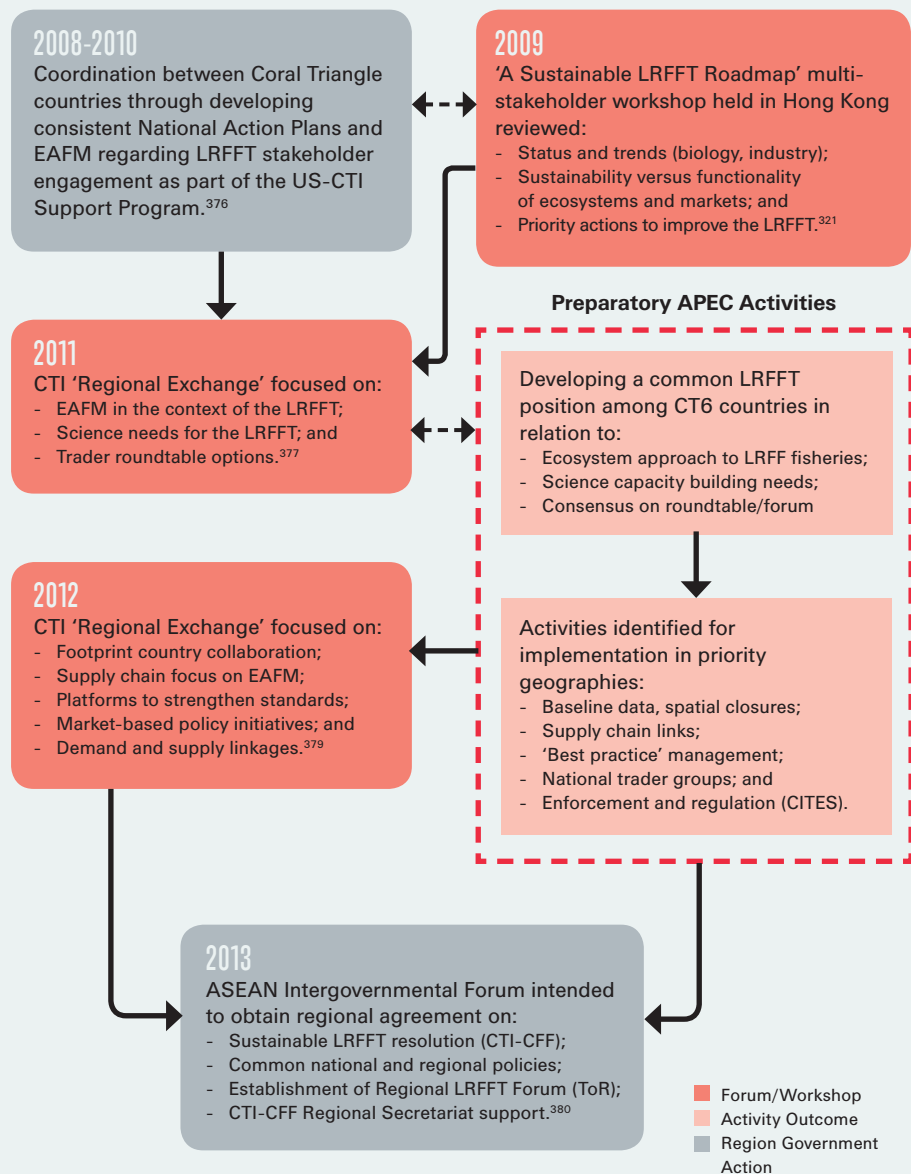 2008-2010
Coordination between Coral Triangle
countries through developing
consistent National Action Plans and
EAFM regarding LRFFT stakeholder
engagement as part of the US-CTI
Support Program.376
2009
‘A Sustainable LRFFT Roadmap’ multi-
stakeholder workshop held in Hong Kong
reviewed:
- Status and trends (biology, industry);
- Sustainability versus functionality
of ecosystems and markets; and
- Priority actions to improve the LRFFT.321
2011
CTI ‘Regional Exchange’ focused on:
- EAFM in the context of the LRFFT;
- Science needs for the LRFFT; and
- Trader roundtable options.377
Preparatory APEC Activities
Developing a common LRFFT
position among CT6 countries in
relation to:
- Ecosystem approach to LRFF fisheries;
- Science capacity building needs;
- Consensus on roundtable/forum
Activities identified for
implementation in priority
geographies:
- Baseline data, spatial closures;
- Supply chain links;
- ‘Best practice’ management;
- National trader groups; and
- Enforcement and regulation (CITES).
2012
CTI ‘Regional Exchange’ focused on:
- Footprint country collaboration;
- Supply chain focus on EAFM;
- Platforms to strengthen standards;
- Market-based policy initiatives; and
- Demand and supply linkages.379
2013
ASEAN Intergovernmental Forum intended
to obtain regional agreement on:
- Sustainable LRFFT resolution (CTI-CFF);
- Common national and regional policies;
- Establishment of Regional LRFFT Forum (ToR);
- CTI-CFF Regional Secretariat support.380
Forum/Workshop
Activity Outcome
Region Government
Action